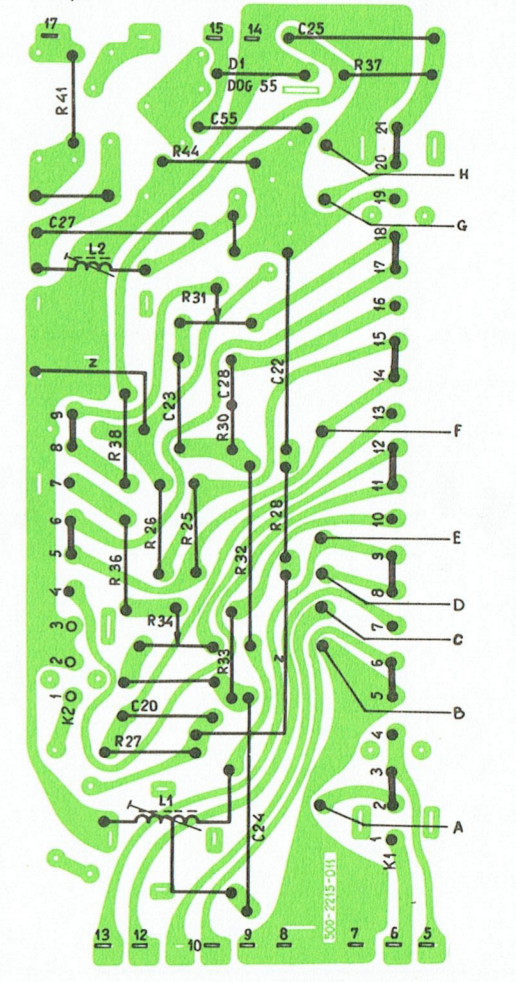 17
15
14
C25
D1
DOG 55
R37
R41
C55
R44
21
20
H
19
G
C27
L2
18
17
R31
16
15
14
Z
C28
C22
C23
13
F
9
8
R38
R30
12
11
7
R26
R25
R28
10
6
5
R36
R32
E
9
8
D
4
R34
7
C
3
2
R33
Z
6
5
B
1
K2
C20
R27
4
3
2
L1
A
C24
1
K1
500-2215-011
13
12
10
9
8
7
6
5